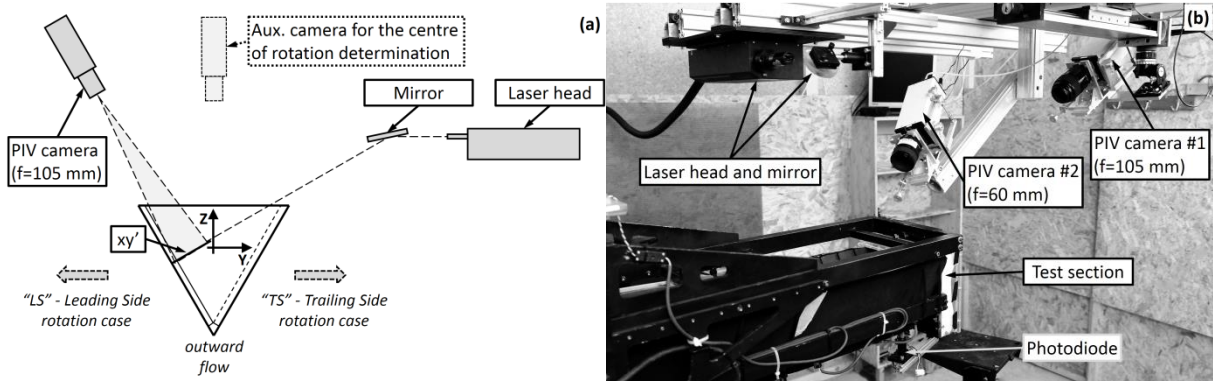 (a)
Aux. camera for the centre
of rotation determination
Mirror
Laser head
PIV camera
(f=105 mm)
Z
Y
xy’
“LS” - Leading Side
rotation case
“TS” - Trailing Side
rotation case
outward
flow
(b)
Laser head and mirror
PIV camera #2
(f=60 mm)
PIV camera #1
(f=105 mm)
Test section
Photodiode